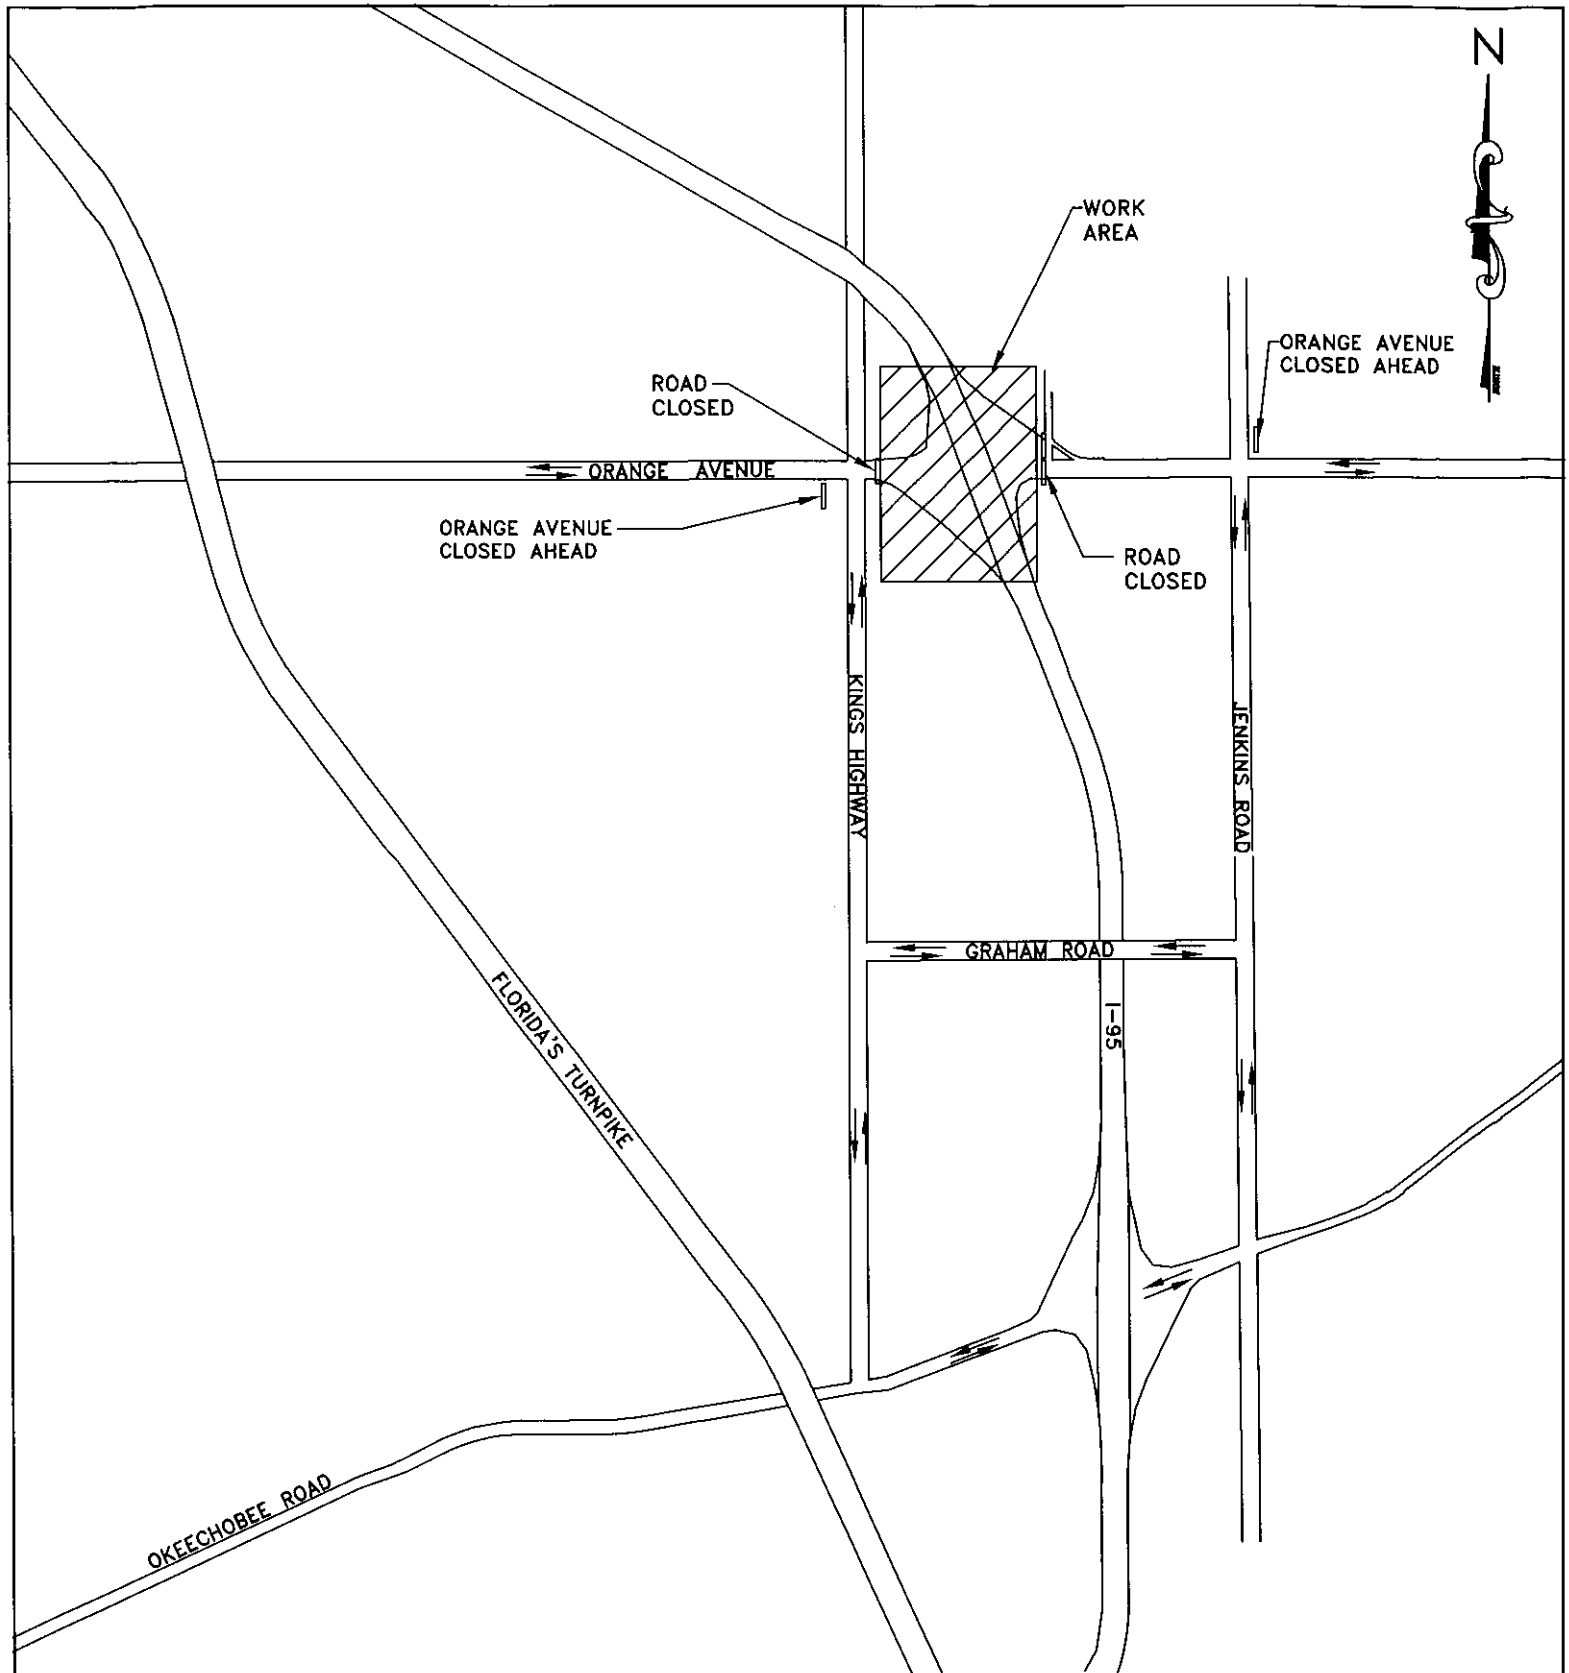 N
WORK
AREA
ORANGE AVENUE
CLOSED AHEAD
ROAD
CLOSED
ORANGE AVENUE
ORANGE AVENUE
CLOSED AHEAD
ROAD
CLOSED
KINGS HIGHWAY
JENKINS ROAD
GRAHAM ROAD
FLORIDA'S TURNPIKE
I-95
OKEECHOBEE ROAD